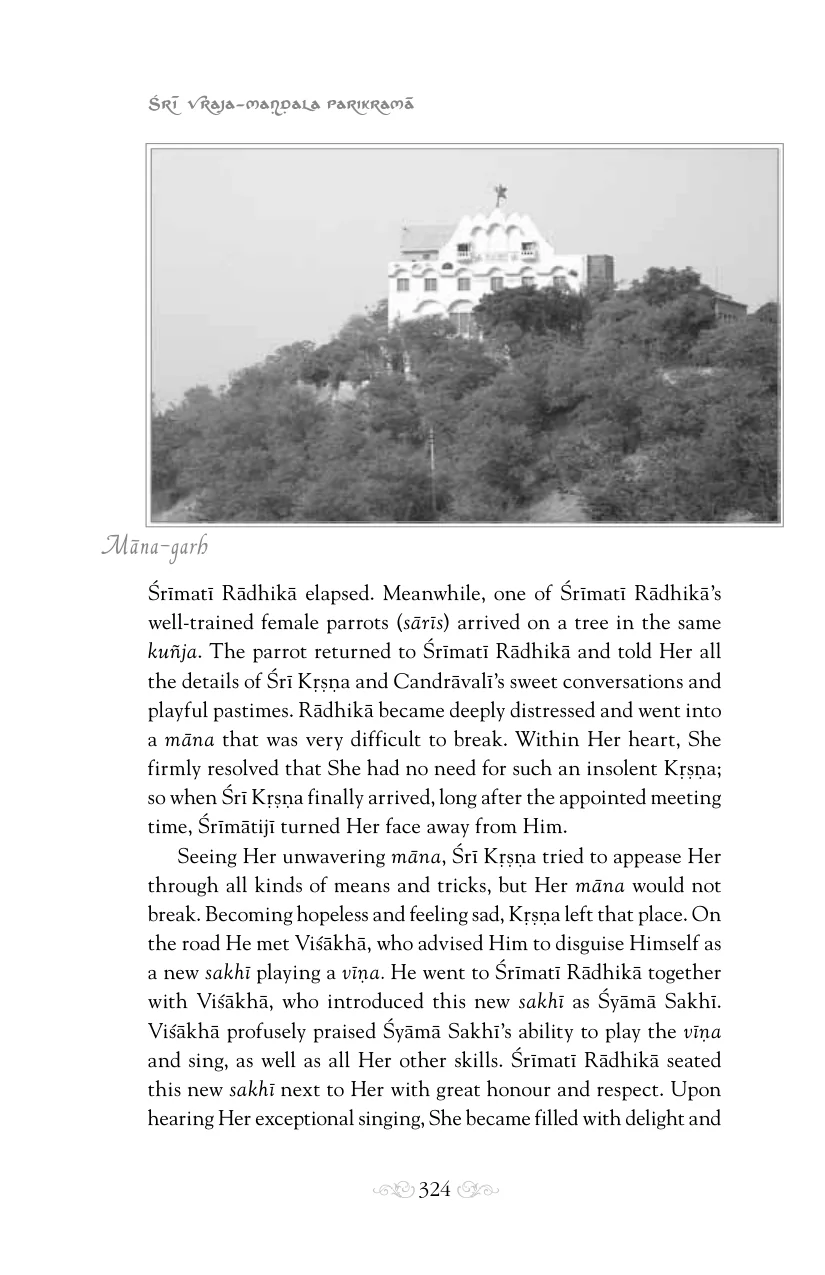 Śrī Vraja-maṇḍala Parikramā
Māna-garh
Śrīmatī Rādhikā elapsed. Meanwhile, one of Śrīmatī Rādhikā’s
well-trained female parrots (sārīs) arrived on a tree in the same
kuñja. The parrot returned to Śrīmatī Rādhikā and told Her all
the details of Śrī Kṛṣṇa and Candrāvalī’s sweet conversations and
playful pastimes. Rādhikā became deeply distressed and went into
a māna that was very difficult to break. Within Her heart, She
firmly resolved that She had no need for such an insolent Kṛṣṇa;
so when Śrī Kṛṣṇa finally arrived, long after the appointed meeting
time, Śrīmātijī turned Her face away from Him.
Seeing Her unwavering māna, Śrī Kṛṣṇa tried to appease Her
through all kinds of means and tricks, but Her māna would not
break. Becoming hopeless and feeling sad, Kṛṣṇa left that place. On
the road He met Viśākhā, who advised Him to disguise Himself as
a new sakhī playing a vīṇa. He went to Śrīmatī Rādhikā together
with Viśākhā, who introduced this new sakhī as Śyāmā Sakhī.
Viśākhā profusely praised Śyāmā Sakhī’s ability to play the vīṇa
and sing, as well as all Her other skills. Śrīmatī Rādhikā seated
this new sakhī next to Her with great honour and respect. Upon
hearing Her exceptional singing, She became filled with delight and
324